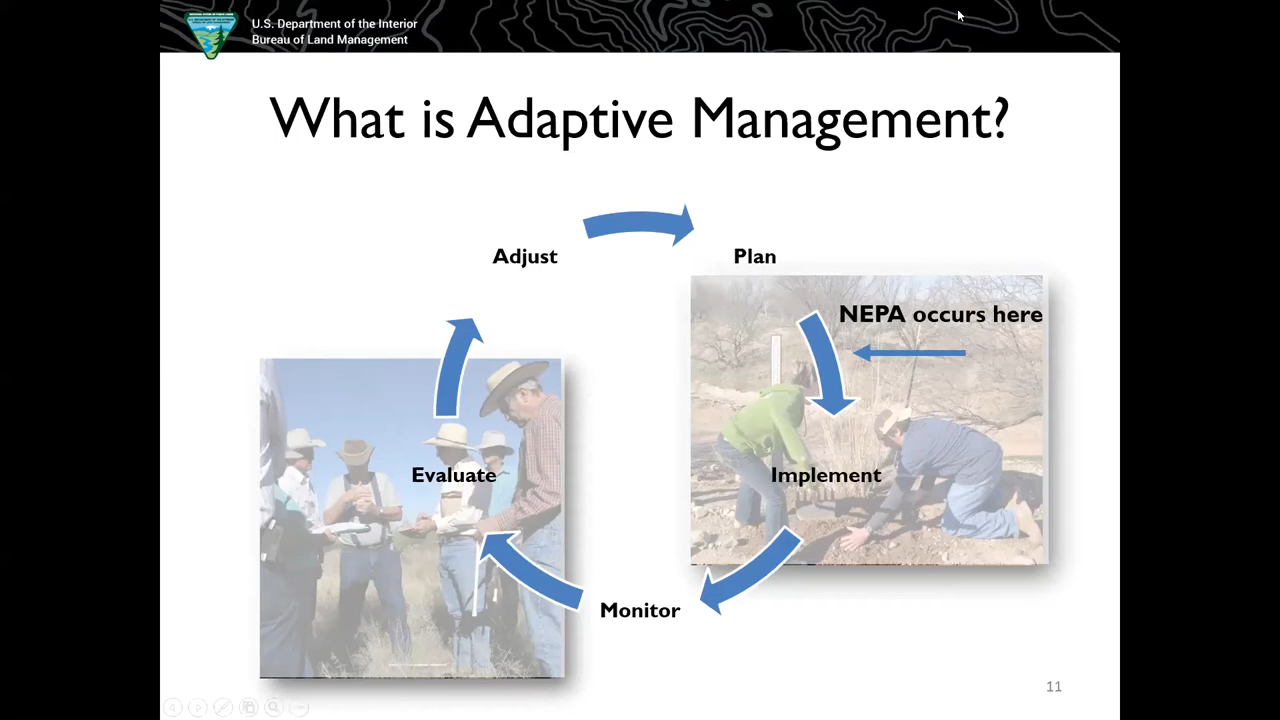 U.S. Department of the Interior
Bureau of Land Management
What is Adaptive Management?
Adjust
Plan
NEPA occurs here
Evaluate
Implement
Monitor
11